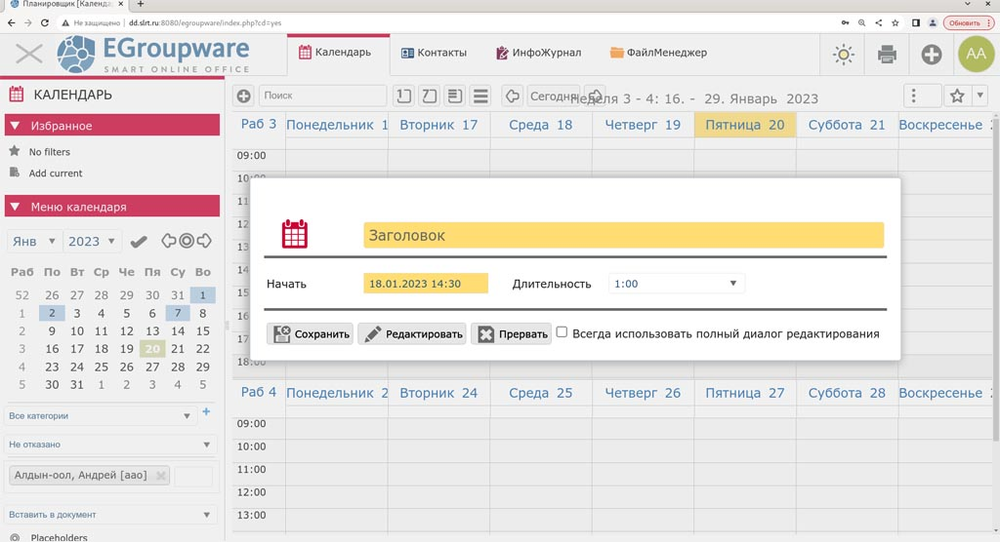 Планировщик [Календа
Не защищено
dd.slrt.ru:8080/egroupware/index.php?cd=yes
Обновить
EGroupware
SMART ONLINE OFFICE
Календарь
Контакты
ИнфоЖурнал
ФайлМенеджер
AA
КАЛЕНДАРЬ
Избранное
No filters
Add current
Меню календаря
Янв
2023
Раб По Вт Ср Че Пя Су Во
52 26 27 28 29 30 31 1
1 2 3 4 5 6 7 8
2 9 10 11 12 13 14 15
3 16 17 18 19 20 21 22
4 23 24 25 26 27 28 29
5 30 31 1 2 3 4 5
Все категории
Не отказано
Алдын-оол, Андрей [aao]
Вставить в документ
Placeholders
Поиск
Сегодня
Неделя 3 - 4: 16. - 29. Январь 2023
Раб 3 Понедельник 1 Вторник 17 Среда 18 Четверг 19 Пятница 20 Суббота 21 Воскресенье 2
09:00
10:00
11
12
13
14
15
16
17
18:00
Заголовок
Начать 18.01.2023 14:30 Длительность 1:00
Сохранить Редактировать Прервать Всегда использовать полный диалог редактирования
Раб 4 Понедельник 2 Вторник 24 Среда 25 Четверг 26 Пятница 27 Суббота 28 Воскресенье 2
09:00
10:00
11:00
12:00
13:00